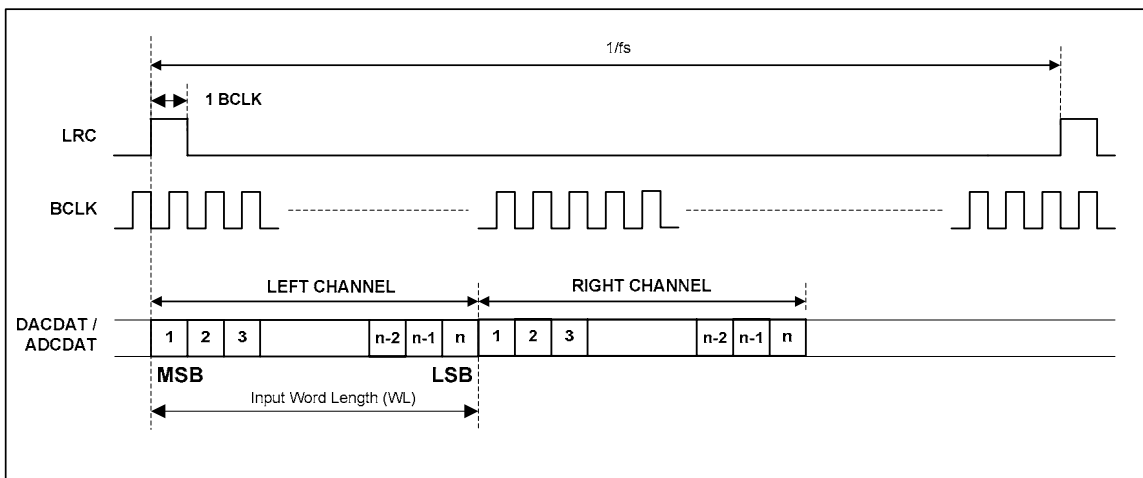 1/fs
1 BCLK
LRC
BCLK
LEFT CHANNEL RIGHT CHANNEL
DACDAT /
ADCDAT
1 2 3 n-2 n-1 n 1 2 3 n-2 n-1 n
MSB LSB
Input Word Length (WL)